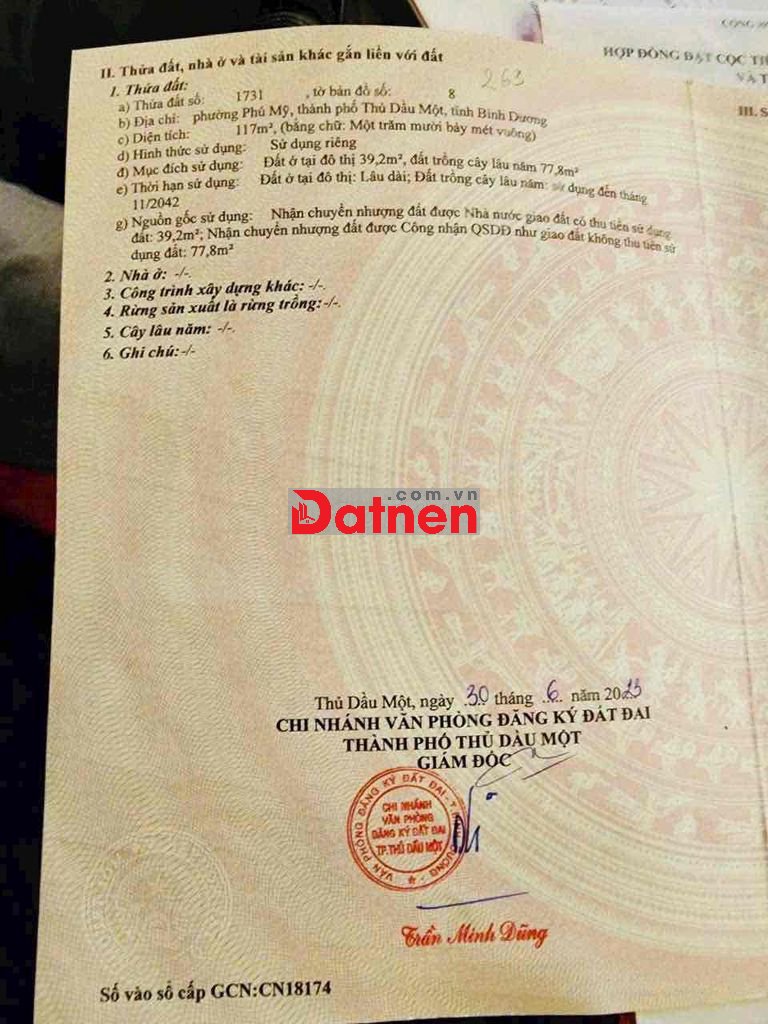 CỘNG
HỢP ĐỒNG ĐẶT CỌC
VÀ T
III. S
II. Thửa đất, nhà ở và tài sản khác gắn liền với đất
263
1. Thửa đất:
a) Thửa đất số: 1731 , tờ bản đồ số: 8
b) Địa chỉ: phường Phú Mỹ, thành phố Thủ Dầu Một, tỉnh Bình Dương
c) Diện tích: 117m², (bằng chữ: Một trăm mười bảy mét vuông)
d) Hình thức sử dụng: Sử dụng riêng
đ) Mục đích sử dụng: Đất ở tại đô thị 39,2m², đất trồng cây lâu năm 77,8m²
e) Thời hạn sử dụng: Đất ở tại đô thị: Lâu dài; Đất trồng cây lâu năm: sử dụng đến tháng
11/2042
g) Nguồn gốc sử dụng: Nhận chuyển nhượng đất được Nhà nước giao đất có thu tiền sử dụng
đất: 39,2m²; Nhận chuyển nhượng đất được Công nhận QSDĐ như giao đất không thu tiền sử
dụng đất: 77,8m²
2. Nhà ở: -/-.
3. Công trình xây dựng khác: -/-.
4. Rừng sản xuất là rừng trồng:-/-.
5. Cây lâu năm: -/-.
6. Ghi chú:-/-
.com.vn
Datnen
Thủ Dầu Một, ngày 30 tháng 6 năm 2023
CHI NHÁNH VĂN PHÒNG ĐĂNG KÝ ĐẤT ĐAI
THÀNH PHỐ THỦ DẦU MỘT
GIÁM ĐỐC
VĂN PHÒNG ĐĂNG KÝ ĐẤT ĐAI
CHI NHÁNH
VĂN PHÒNG
ĐĂNG KÝ ĐẤT ĐAI
TP.THỦ DẦU MỘT
Trần Minh Dũng
Số vào sổ cấp GCN:CN18174